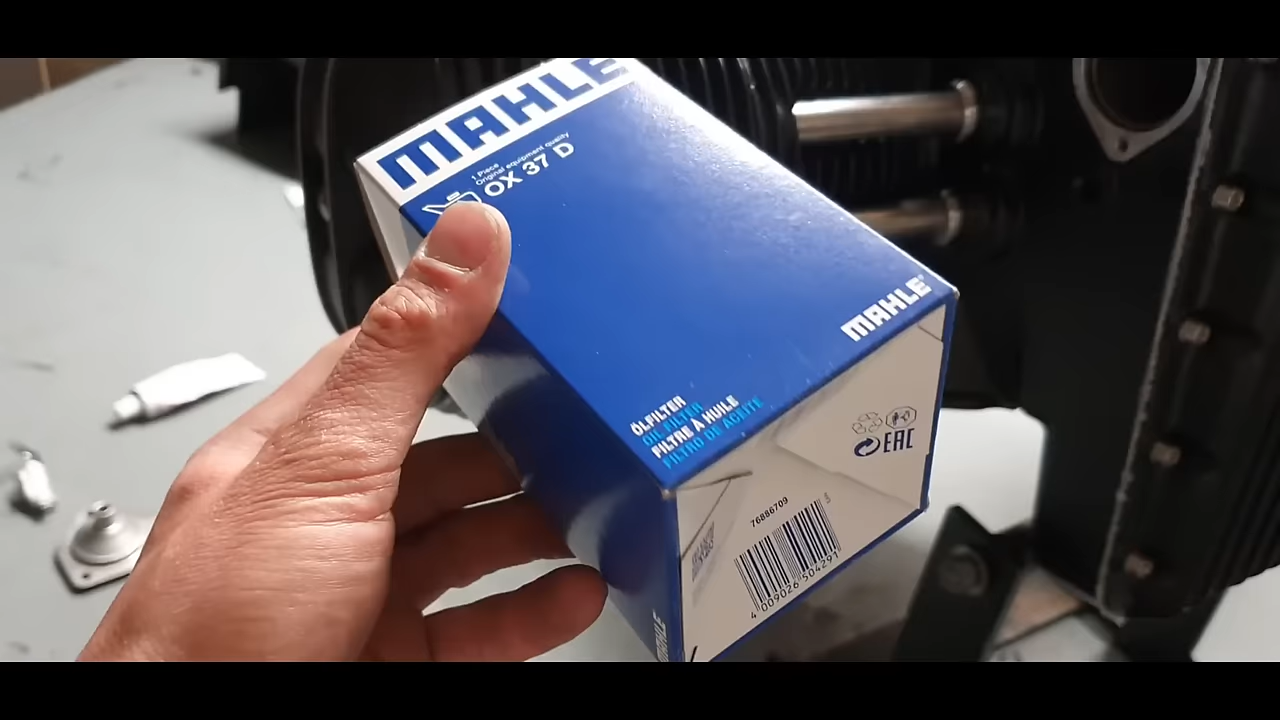 MAHLE
1 Piece
Original equipment quality
OX 37 D
MAHLE
ÖLFILTER
OIL FILTER
FILTRE À HUILE
FILTRO DE ACEITE
EAC
76886709
4 009026 504291
MAHLE